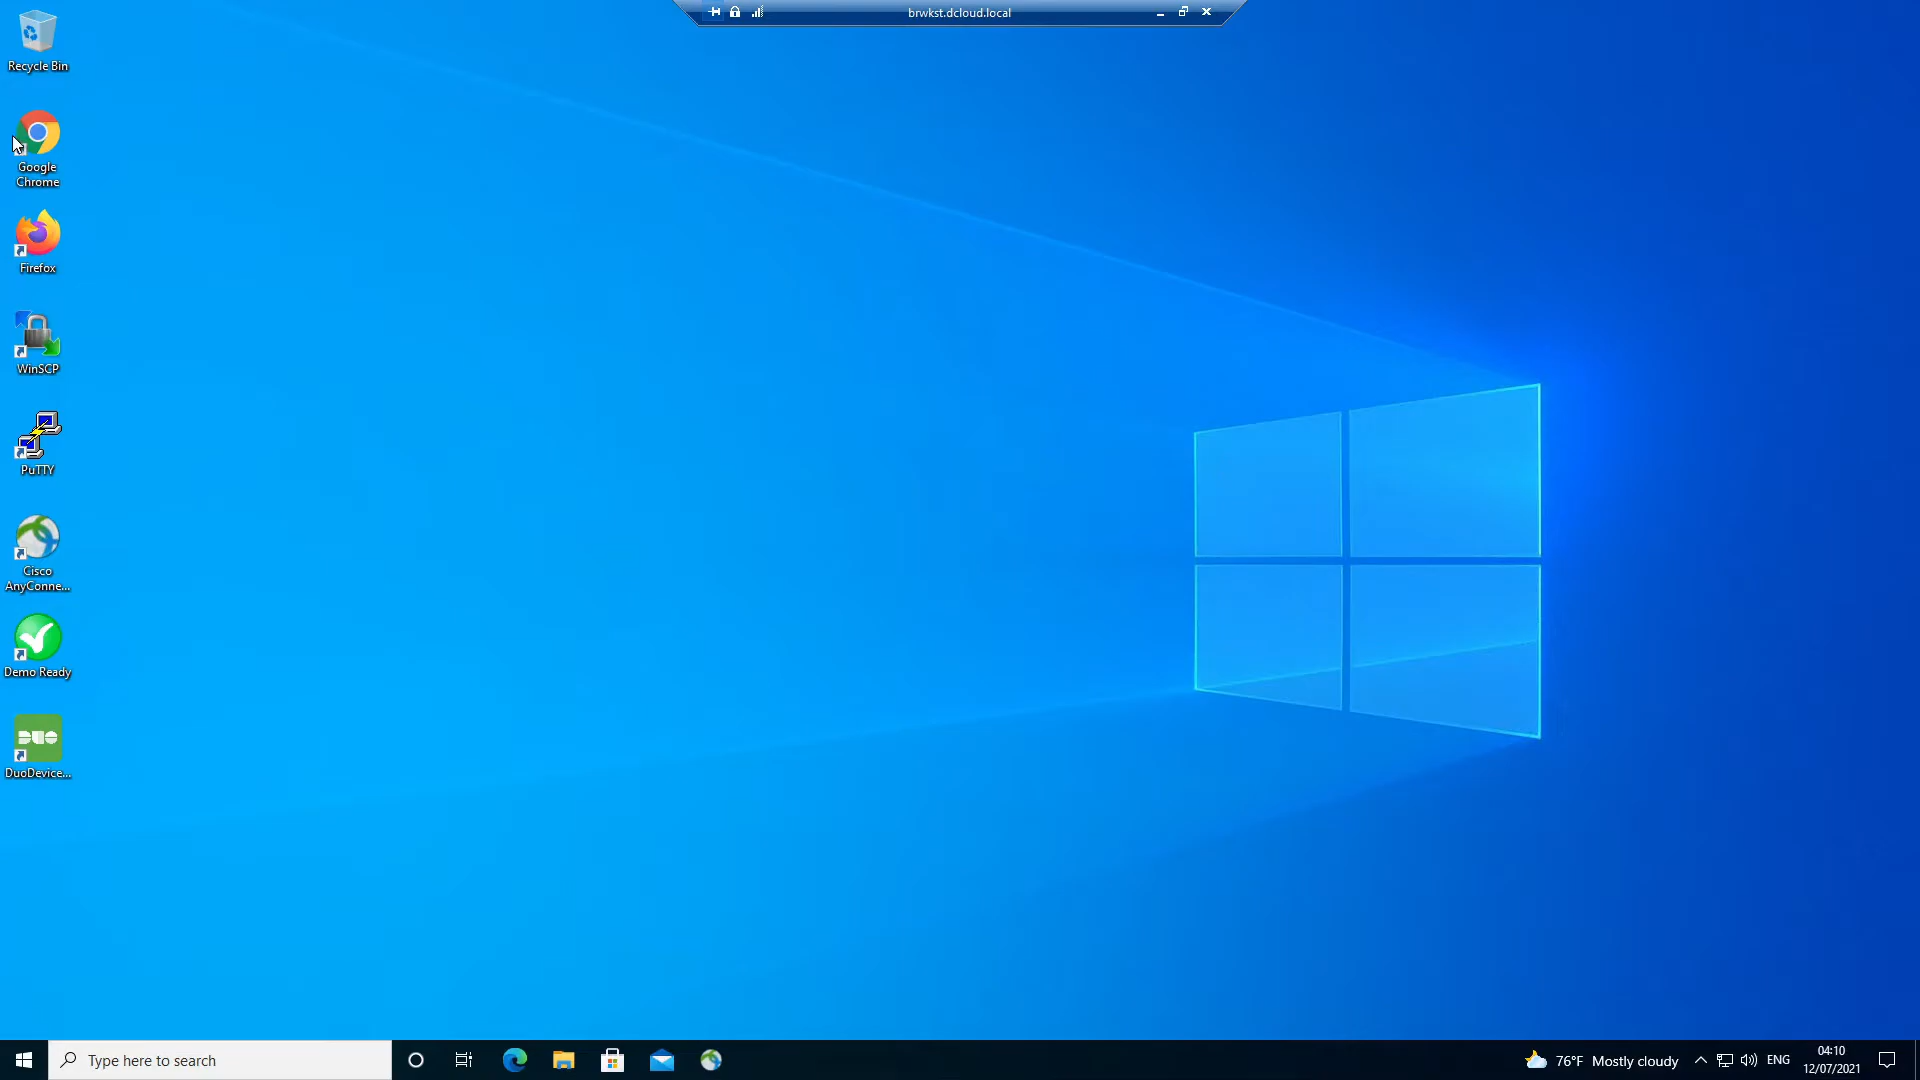 brwkst.dcloud.local
Recycle Bin
Google
Chrome
Firefox
WinSCP
PuTTY
Cisco
AnyConne...
Demo Ready
DUO
DuoDevice...
Type here to search
76°F Mostly cloudy
ENG
04:10
12/07/2021